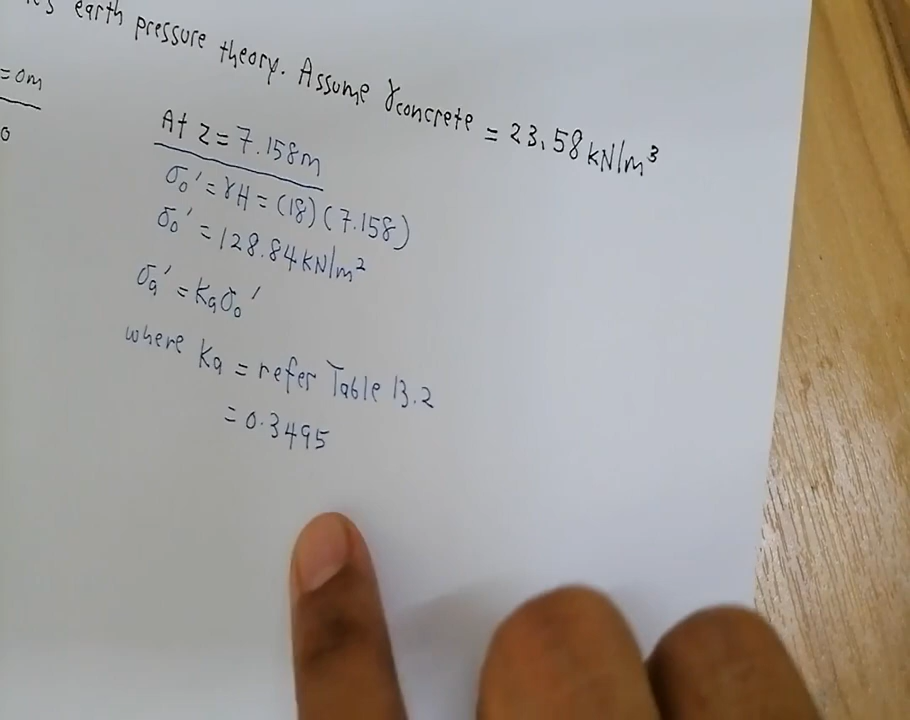 earth pressure theory. Assume γconcrete = 23.58 kN/m³
= 0m
0
At z = 7.158m
σo' = γH = (18)(7.158)
σo' = 128.84 kN/m²
σa' = Kaσo'
where Ka = refer Table 13.2
= 0.3495